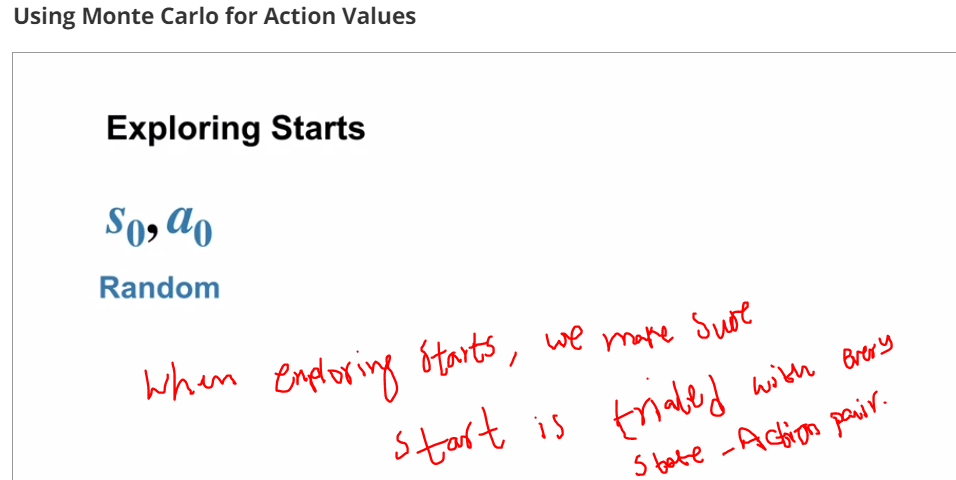 Using Monte Carlo for Action Values
Exploring Starts
s₀, a₀
Random
When exploring starts, we make sure
start is trialed with every
State - Action pair.